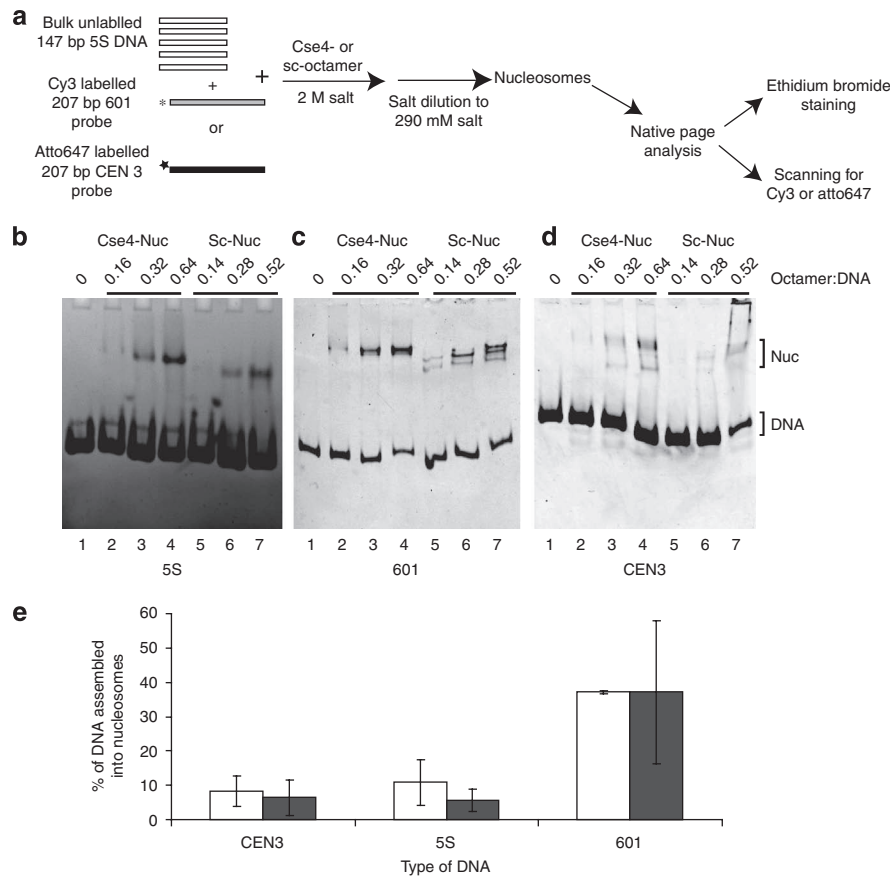 a
Bulk unlablled
147 bp 5S DNA
+
Cy3 labelled
207 bp 601
probe
*
or
Atto647 labelled
207 bp CEN 3
probe
+
Cse4- or
sc-octamer
2 M salt
Salt dilution to
290 mM salt
Nucleosomes
Native page
analysis
Ethidium bromide
staining
Scanning for
Cy3 or atto647
b
Cse4-Nuc Sc-Nuc
0 0.16 0.32 0.64 0.14 0.28 0.52
1 2 3 4 5 6 7
5S
c
Cse4-Nuc Sc-Nuc
0 0.16 0.32 0.64 0.14 0.28 0.52
1 2 3 4 5 6 7
601
d
Cse4-Nuc Sc-Nuc
0 0.16 0.32 0.64 0.14 0.28 0.52
Octamer:DNA
Nuc
DNA
1 2 3 4 5 6 7
CEN3
e
% of DNA assembled
into nucleosomes
60
50
40
30
20
10
0
CEN3 5S 601
Type of DNA